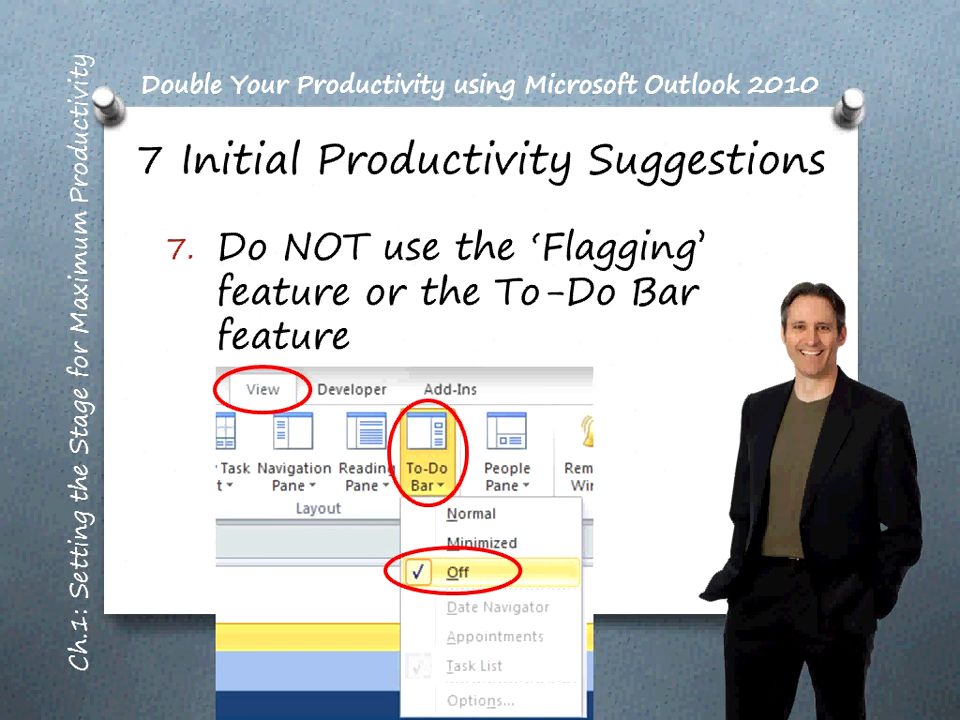 Double Your Productivity using Microsoft Outlook 2010
Ch.1: Setting the Stage for Maximum Productivity
7 Initial Productivity Suggestions
7. Do NOT use the ‘Flagging’
feature or the To-Do Bar
feature
View Developer Add-Ins
Task Navigation Reading To-Do People Rem
t Pane Pane Bar Pane Wir
Layout
Normal
Minimized
Off
Date Navigator
Appointments
Task List
Options...